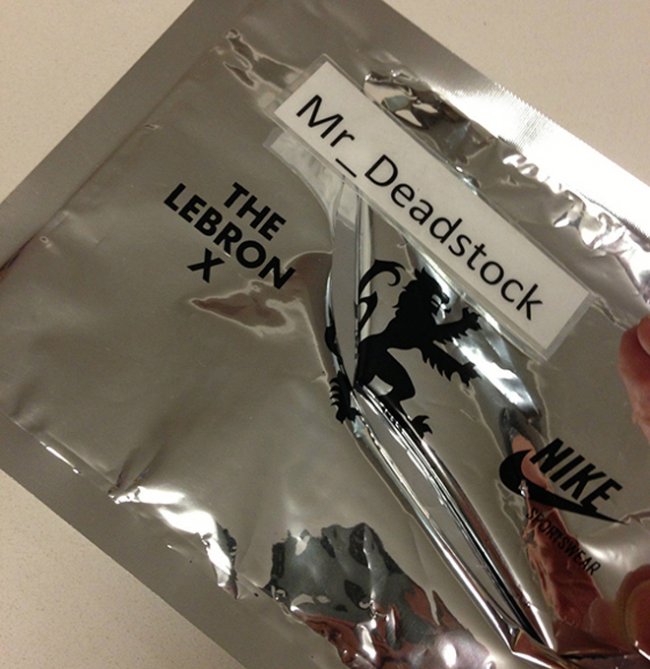 Mr_Deadstock
THE
LEBRON
X
NIKE
SPORTSWEAR